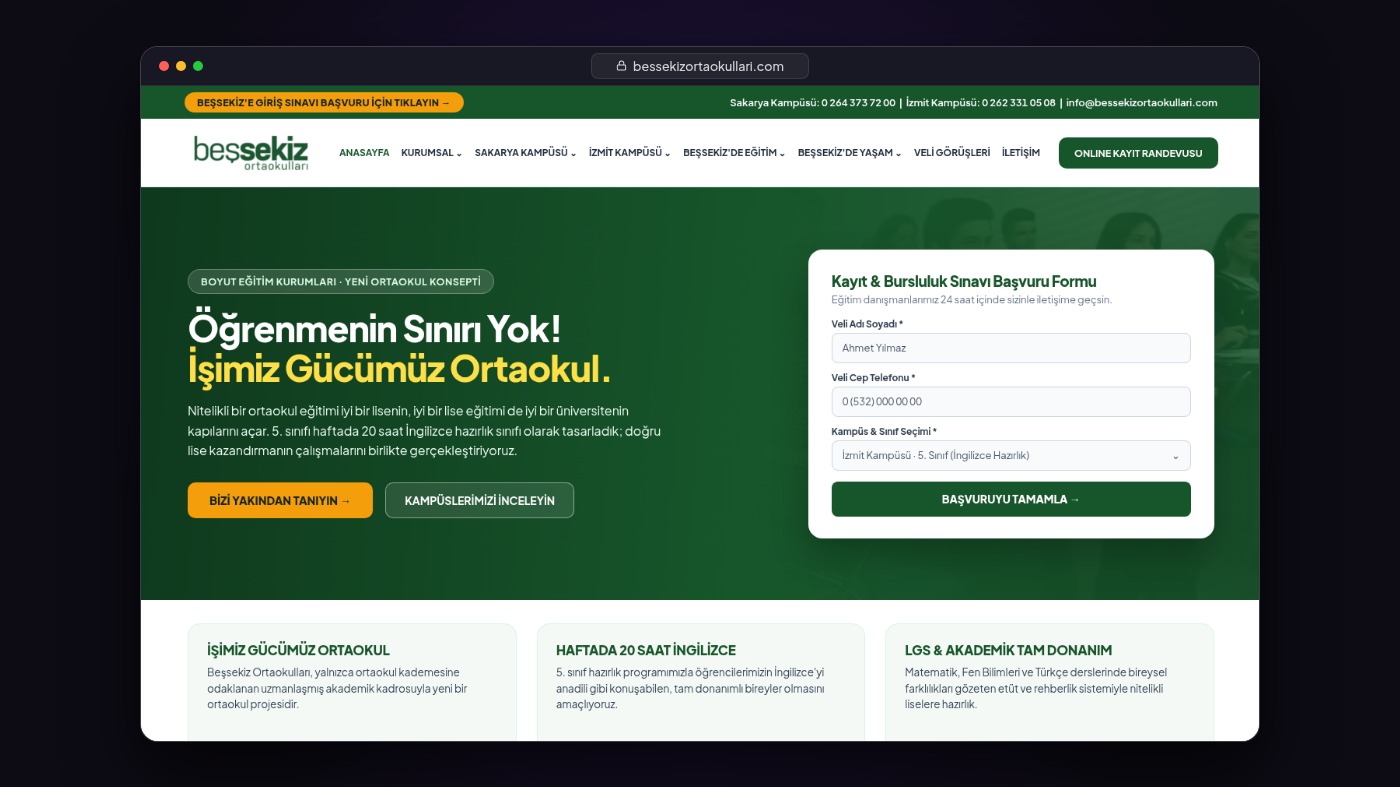 bessekizortaokullari.com
BEŞSEKİZ'E GİRİŞ SINAVI BAŞVURU İÇİN TIKLAYIN →
Sakarya Kampüsü: 0 264 373 72 00 | İzmit Kampüsü: 0 262 331 05 08 | info@bessekizortaokullari.com
beşsekiz
ortaokulları
ANASAYFA KURUMSAL SAKARYA KAMPÜSÜ İZMİT KAMPÜSÜ BEŞSEKİZ'DE EĞİTİM BEŞSEKİZ'DE YAŞAM VELİ GÖRÜŞLERİ İLETİŞİM ONLINE KAYIT RANDEVUSU
BOYUT EĞİTİM KURUMLARI · YENİ ORTAOKUL KONSEPTİ
Öğrenmenin Sınırı Yok!
İşimiz Gücümüz Ortaokul.
Nitelikli bir ortaokul eğitimi iyi bir lisenin, iyi bir lise eğitimi de iyi bir üniversitenin
kapılarını açar. 5. sınıfı haftada 20 saat İngilizce hazırlık sınıfı olarak tasarladık; doğru
lise kazandırmanın çalışmalarını birlikte gerçekleştiriyoruz.
BİZİ YAKINDAN TANIYIN →
KAMPÜSLERİMİZİ İNCELEYİN
Kayıt & Bursluluk Sınavı Başvuru Formu
Eğitim danışmanlarımız 24 saat içinde sizinle iletişime geçsin.
Veli Adı Soyadı *
Ahmet Yılmaz
Veli Cep Telefonu *
0 (532) 000 00 00
Kampüs & Sınıf Seçimi *
İzmit Kampüsü · 5. Sınıf (İngilizce Hazırlık)
BAŞVURUYU TAMAMLA →
İŞİMİZ GÜCÜMÜZ ORTAOKUL
Beşsekiz Ortaokulları, yalnızca ortaokul kademesine
odaklanan uzmanlaşmış akademik kadrosuyla yeni bir
ortaokul projesidir.
HAFTADA 20 SAAT İNGİLİZCE
5. sınıf hazırlık programımızla öğrencilerimizin İngilizce'yi
anadili gibi konuşabilen, tam donanımlı bireyler olmasını
amaçlıyoruz.
LGS & AKADEMİK TAM DONANIM
Matematik, Fen Bilimleri ve Türkçe derslerinde bireysel
farklılıkları gözeten etüt ve rehberlik sistemiyle nitelikli
liselere hazırlık.